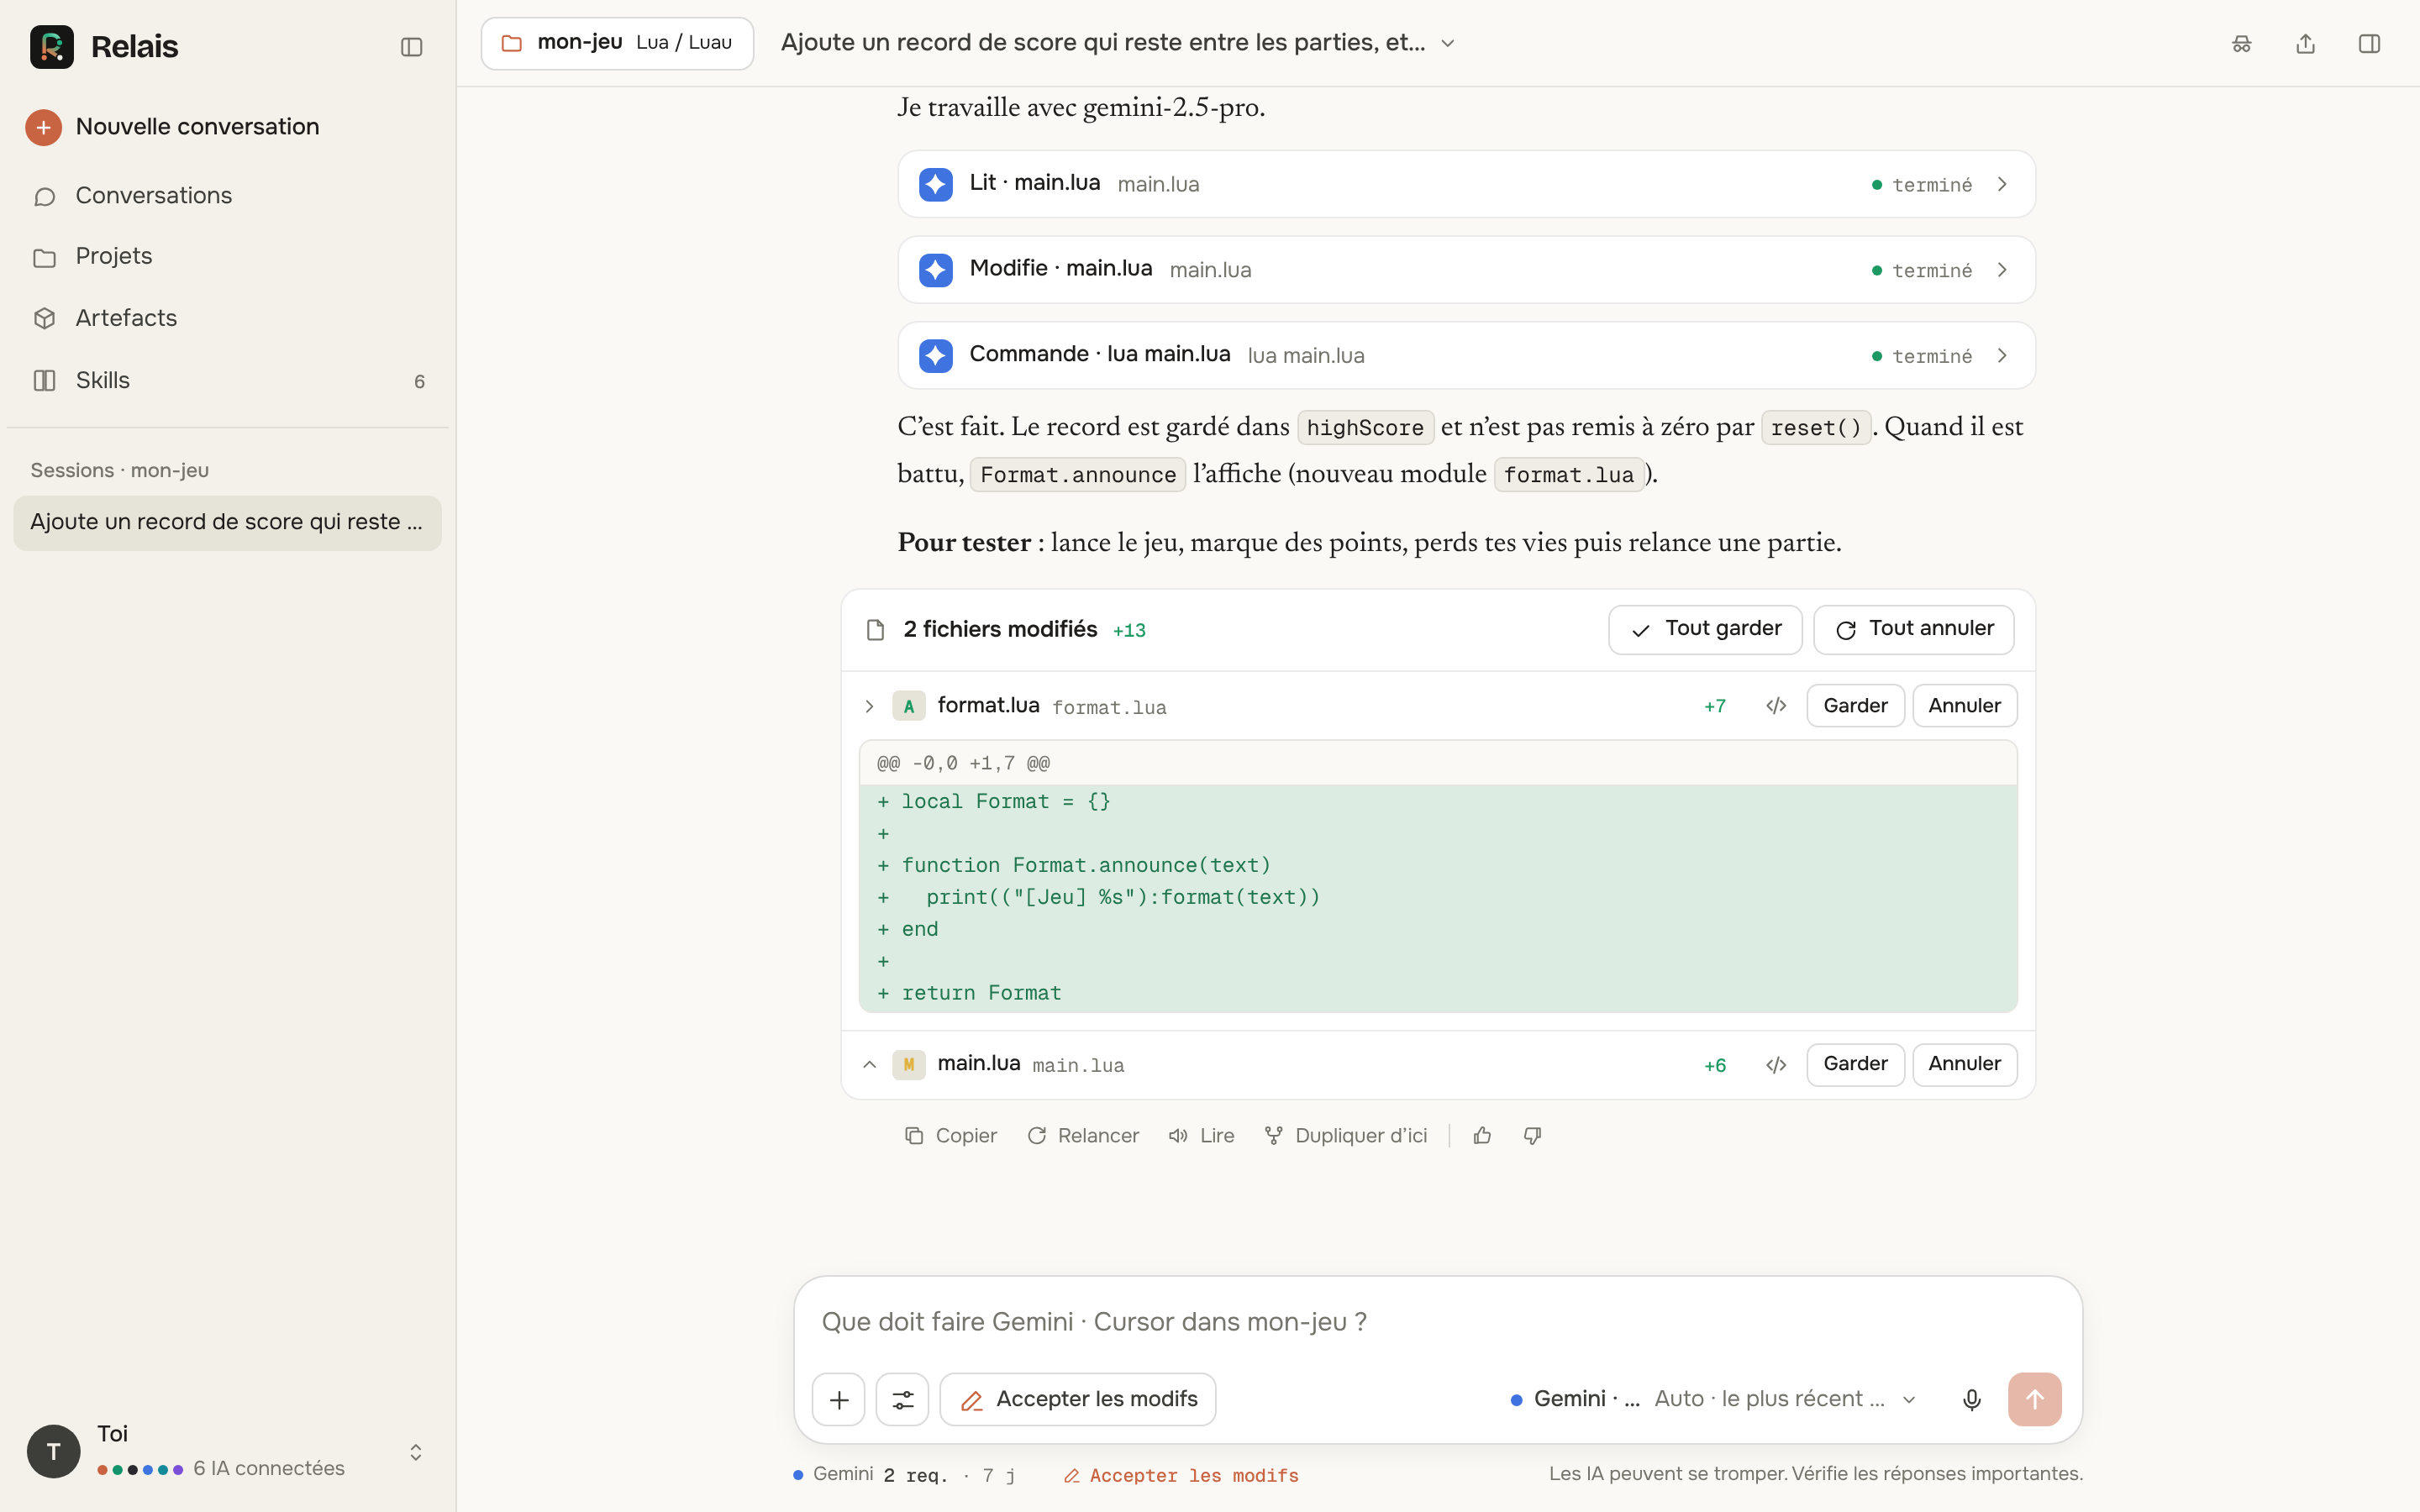 Relais
Nouvelle conversation
Conversations
Projets
Artefacts
Skills 6
Sessions · mon-jeu
Ajoute un record de score qui reste ...
T
Toi
6 IA connectées
mon-jeu Lua / Luau
Ajoute un record de score qui reste entre les parties, et...
Je travaille avec gemini-2.5-pro.
Lit · main.lua main.lua terminé
Modifie · main.lua main.lua terminé
Commande · lua main.lua lua main.lua terminé
C’est fait. Le record est gardé dans highScore et n’est pas remis à zéro par reset(). Quand il est
battu, Format.announce l’affiche (nouveau module format.lua).
Pour tester : lance le jeu, marque des points, perds tes vies puis relance une partie.
2 fichiers modifiés +13 Tout garder Tout annuler
A format.lua format.lua +7 </> Garder Annuler
@@ -0,0 +1,7 @@
+ local Format = {}
+
+ function Format.announce(text)
+   print(("[Jeu] %s"):format(text))
+ end
+
+ return Format
M main.lua main.lua +6 </> Garder Annuler
Copier Relancer Lire Dupliquer d’ici
Que doit faire Gemini · Cursor dans mon-jeu ?
Accepter les modifs Gemini · ... Auto · le plus récent ...
Gemini 2 req. · 7 j Accepter les modifs Les IA peuvent se tromper. Vérifie les réponses importantes.